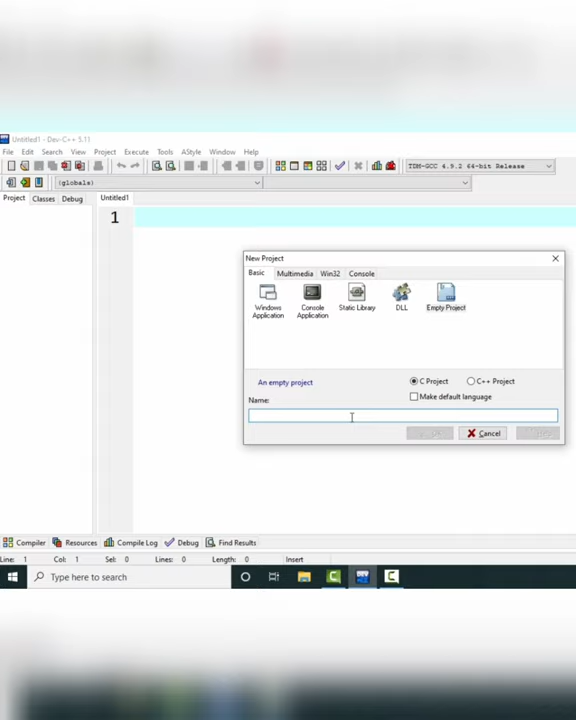 Untitled1 - Dev-C++ 5.11
File Edit Search View Project Execute Tools AStyle Window Help
TDM-GCC 4.9.2 64-bit Release
(globals)
Project Classes Debug Untitled1
1
New Project
Basic Multimedia Win32 Console
Windows Application
Console Application
Static Library
DLL
Empty Project
An empty project
C Project C++ Project
Make default language
Name:
Cancel
Compiler Resources Compile Log Debug Find Results
Line: 1 Col: 1 Sel: 0 Lines: 0 Length: 0 Insert
Type here to search